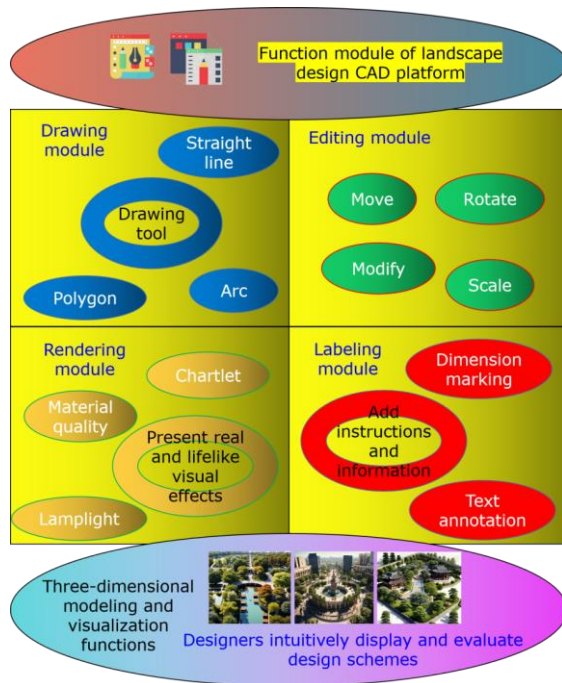 Function module of landscape
design CAD platform
Drawing
module
Straight
line
Drawing
tool
Polygon
Arc
Editing module
Move
Rotate
Modify
Scale
Rendering
module
Chartlet
Material
quality
Present real
and lifelike
visual
effects
Lamplight
Labeling
module
Dimension
marking
Add
instructions
and
information
Text
annotation
Three-dimensional
modeling and
visualization
functions
Designers intuitively display and evaluate
design schemes